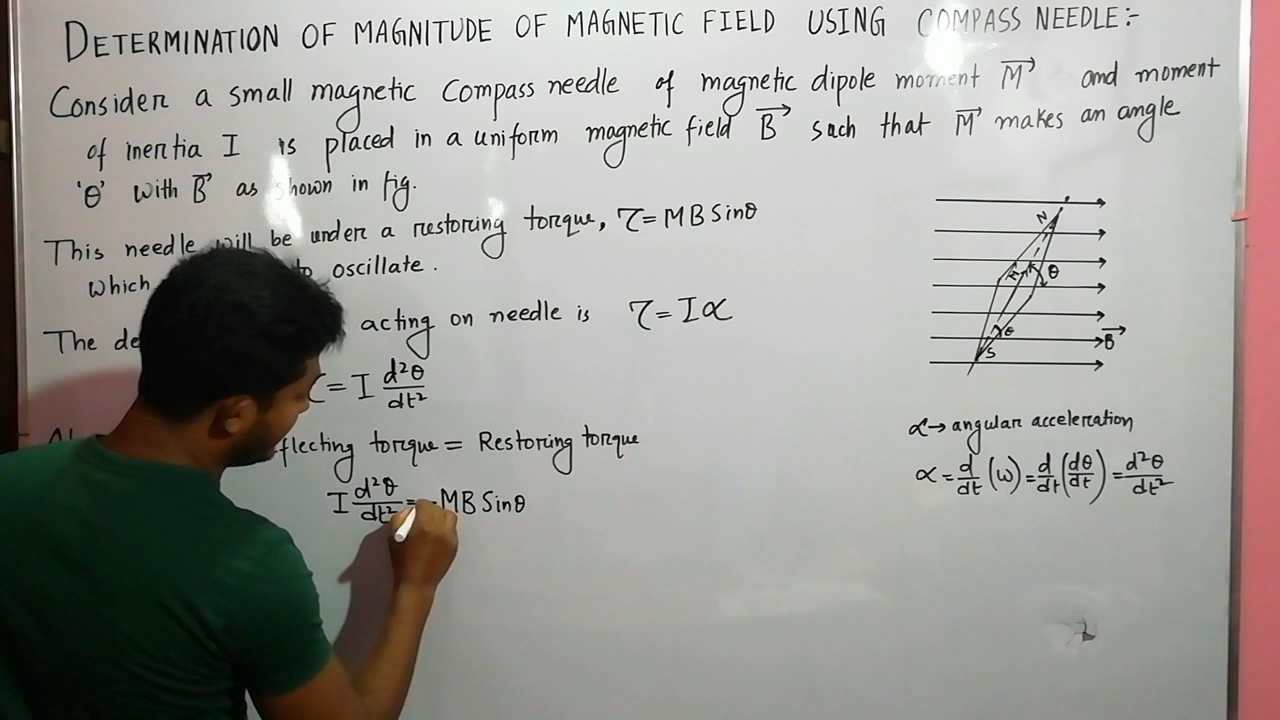 DETERMINATION OF MAGNITUDE OF MAGNETIC FIELD USING COMPASS NEEDLE:-
Consider a small magnetic Compass needle of magnetic dipole moment M⃗ and moment
of inertia I is placed in a uniform magnetic field B⃗ such that M⃗ makes an angle
'θ' with B⃗ as shown in fig.
This needle will be under a restoring torque, τ = MB Sinθ
which to oscillate.
The acting on needle is τ = Iα
= I d²θ/dt²
torque = Restoring torque
I d²θ/dt² = -MB Sinθ
N
θ
θ
S
B⃗
α → angular acceleration
α = d/dt (ω) = d/dt (dθ/dt) = d²θ/dt²